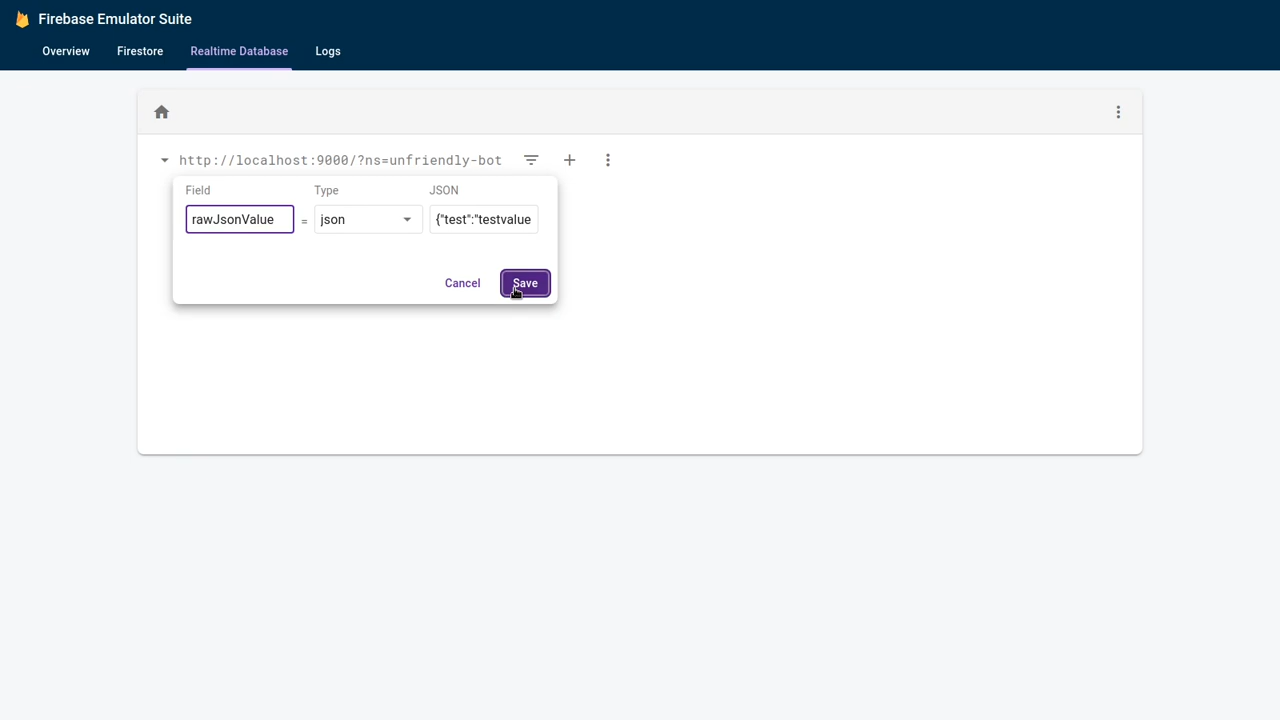 Firebase Emulator Suite
Overview Firestore Realtime Database Logs
http://localhost:9000/?ns=unfriendly-bot
Field Type JSON
rawJsonValue = json {"test":"testvalue
Cancel Save